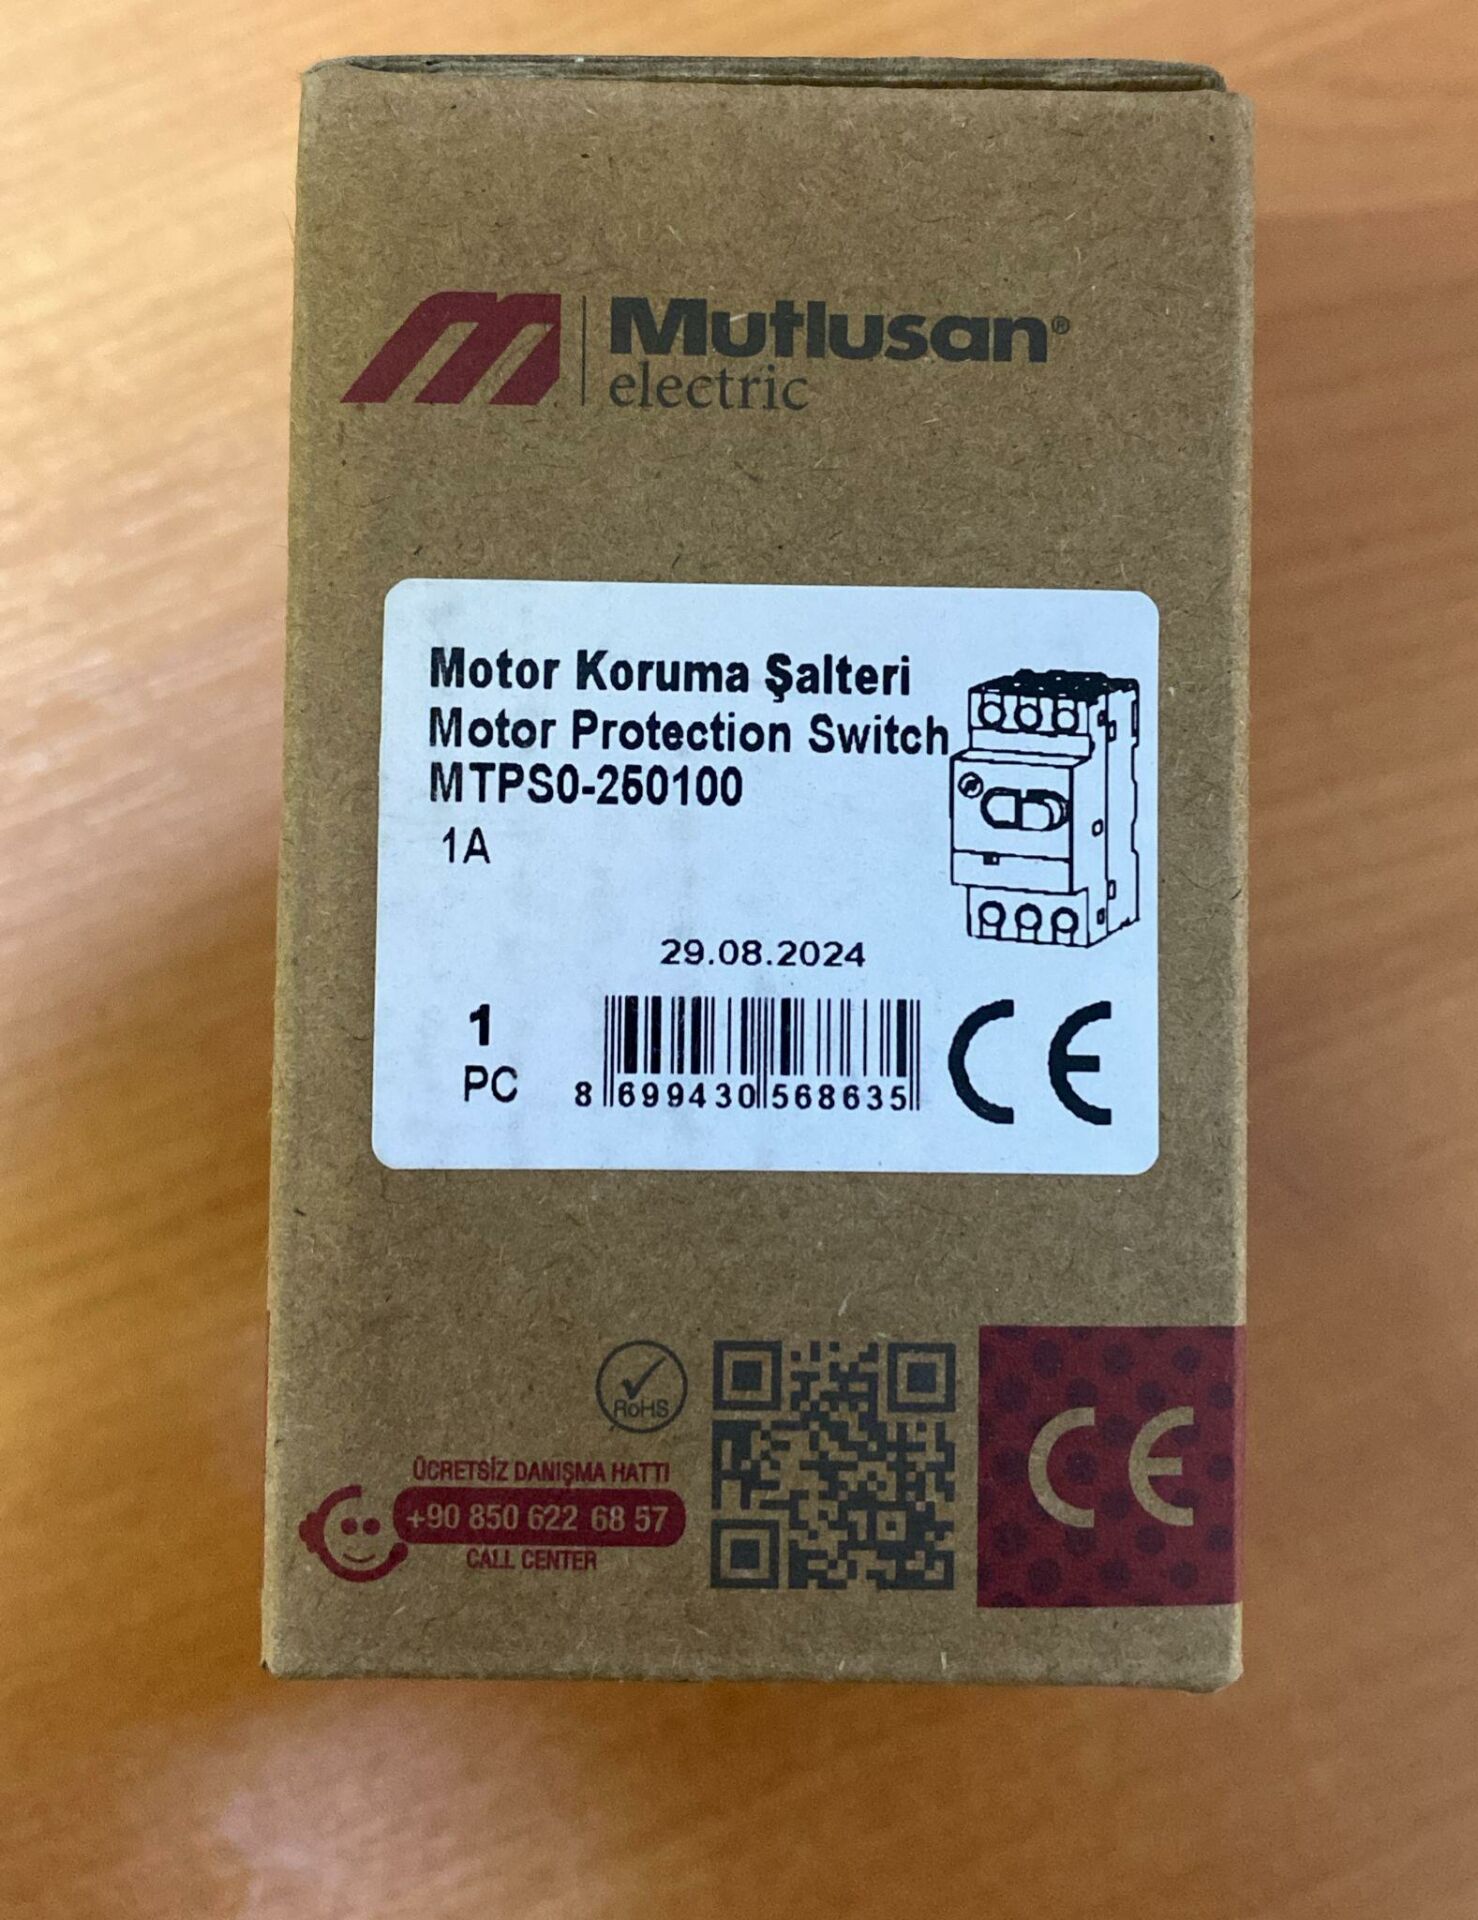 Mutlusan®
electric
Motor Koruma Şalteri
Motor Protection Switch
MTPS0-250100
1A
29.08.2024
1
PC
8 699430 568635
CE
RoHS
ÜCRETSİZ DANIŞMA HATTI
+90 850 622 68 57
CALL CENTER
CE